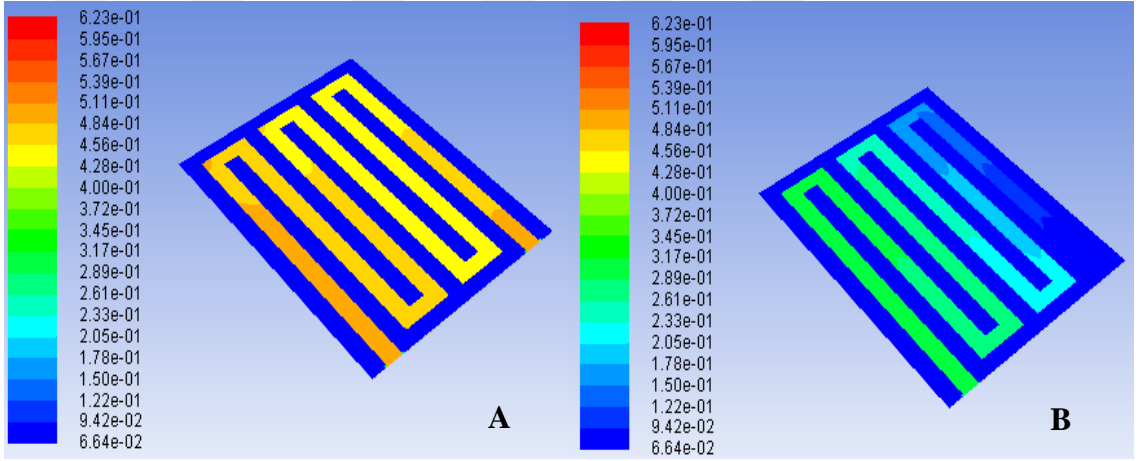 6.23e-01
5.95e-01
5.67e-01
5.39e-01
5.11e-01
4.84e-01
4.56e-01
4.28e-01
4.00e-01
3.72e-01
3.45e-01
3.17e-01
2.89e-01
2.61e-01
2.33e-01
2.05e-01
1.78e-01
1.50e-01
1.22e-01
9.42e-02
6.64e-02
A
6.23e-01
5.95e-01
5.67e-01
5.39e-01
5.11e-01
4.84e-01
4.56e-01
4.28e-01
4.00e-01
3.72e-01
3.45e-01
3.17e-01
2.89e-01
2.61e-01
2.33e-01
2.05e-01
1.78e-01
1.50e-01
1.22e-01
9.42e-02
6.64e-02
B